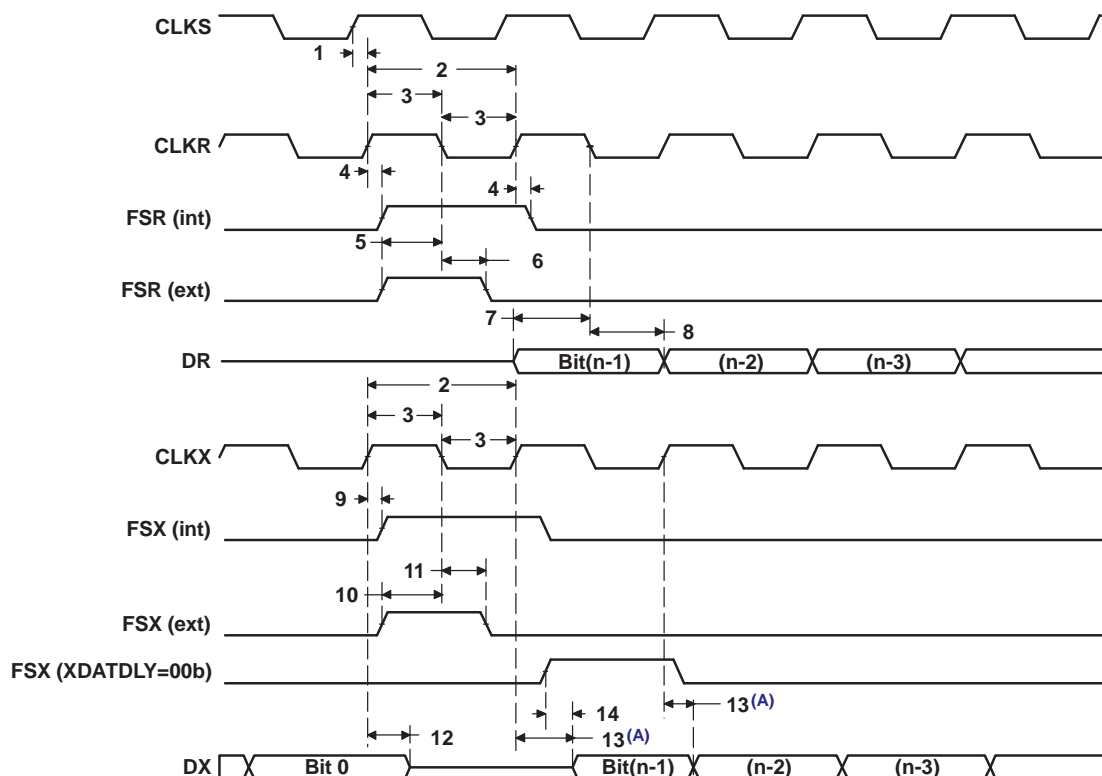 CLKS
1
2
3
3
CLKR
4
4
FSR (int)
5
6
FSR (ext)
7
8
DR
Bit(n-1)
(n-2)
(n-3)
2
3
3
CLKX
9
FSX (int)
11
10
FSX (ext)
FSX (XDATDLY=00b)
13(A)
14
12
13(A)
DX
Bit 0
Bit(n-1)
(n-2)
(n-3)